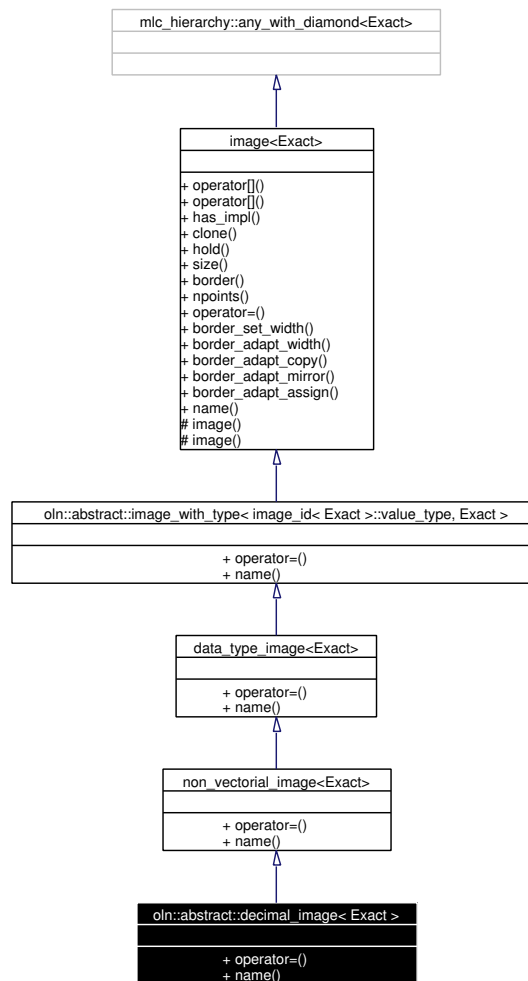 mlc_hierarchy::any_with_diamond<Exact>
image<Exact>
+ operator[]()
+ operator[]()
+ has_impl()
+ clone()
+ hold()
+ size()
+ border()
+ npoints()
+ operator=()
+ border_set_width()
+ border_adapt_width()
+ border_adapt_copy()
+ border_adapt_mirror()
+ border_adapt_assign()
+ name()
# image()
# image()
oln::abstract::image_with_type< image_id< Exact >::value_type, Exact >
+ operator=()
+ name()
data_type_image<Exact>
+ operator=()
+ name()
non_vectorial_image<Exact>
+ operator=()
+ name()
oln::abstract::decimal_image< Exact >
+ operator=()
+ name()